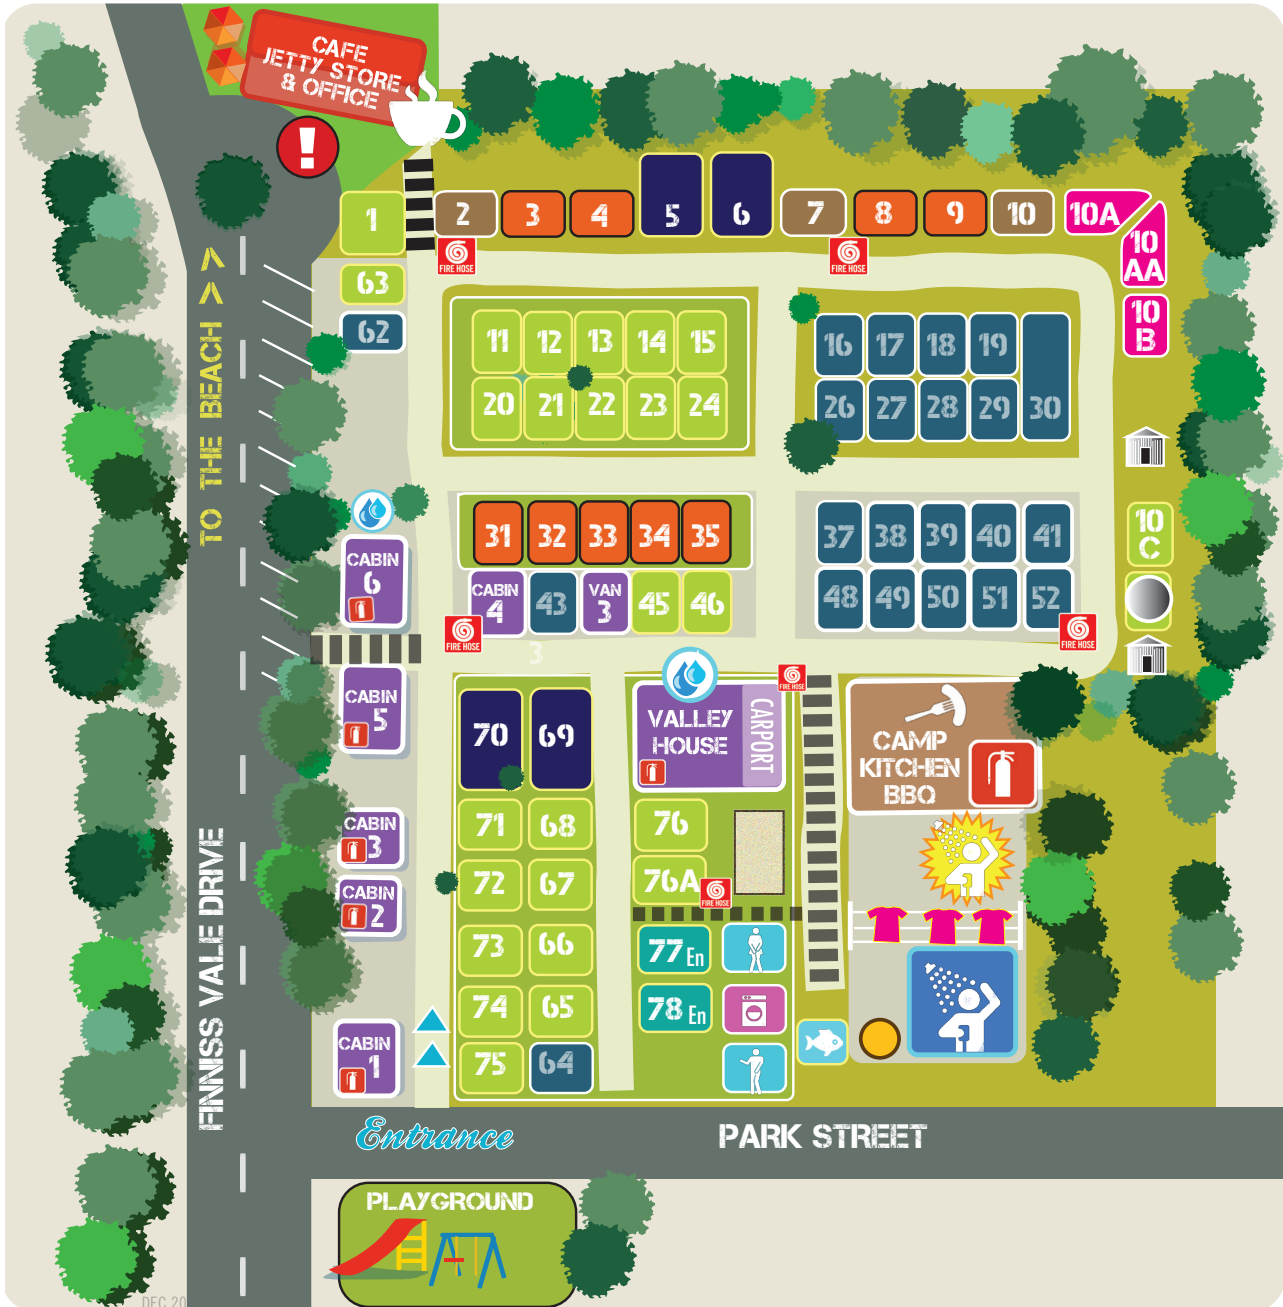 CAFE
JETTY STORE
& OFFICE
!
1
2
3
4
5
6
7
8
9
10
10A
10
AA
FIRE HOSE
FIRE HOSE
63
62
10
B
11
12
13
14
15
16
17
18
19
20
21
22
23
24
26
27
28
29
30
TO THE BEACH >>
31
32
33
34
35
37
38
39
40
41
10
C
CABIN
6
CABIN
4
43
VAN
3
45
46
48
49
50
51
52
FIRE HOSE
FIRE HOSE
3
CABIN
5
70
69
VALLEY
HOUSE
CARPORT
FIRE HOSE
CAMP
KITCHEN
BBQ
CABIN
3
71
68
76
CABIN
2
72
67
76A
FIRE HOSE
73
66
77 En
74
65
78 En
CABIN
1
75
64
FINNISS VALE DRIVE
Entrance
PARK STREET
PLAYGROUND
DEC 20